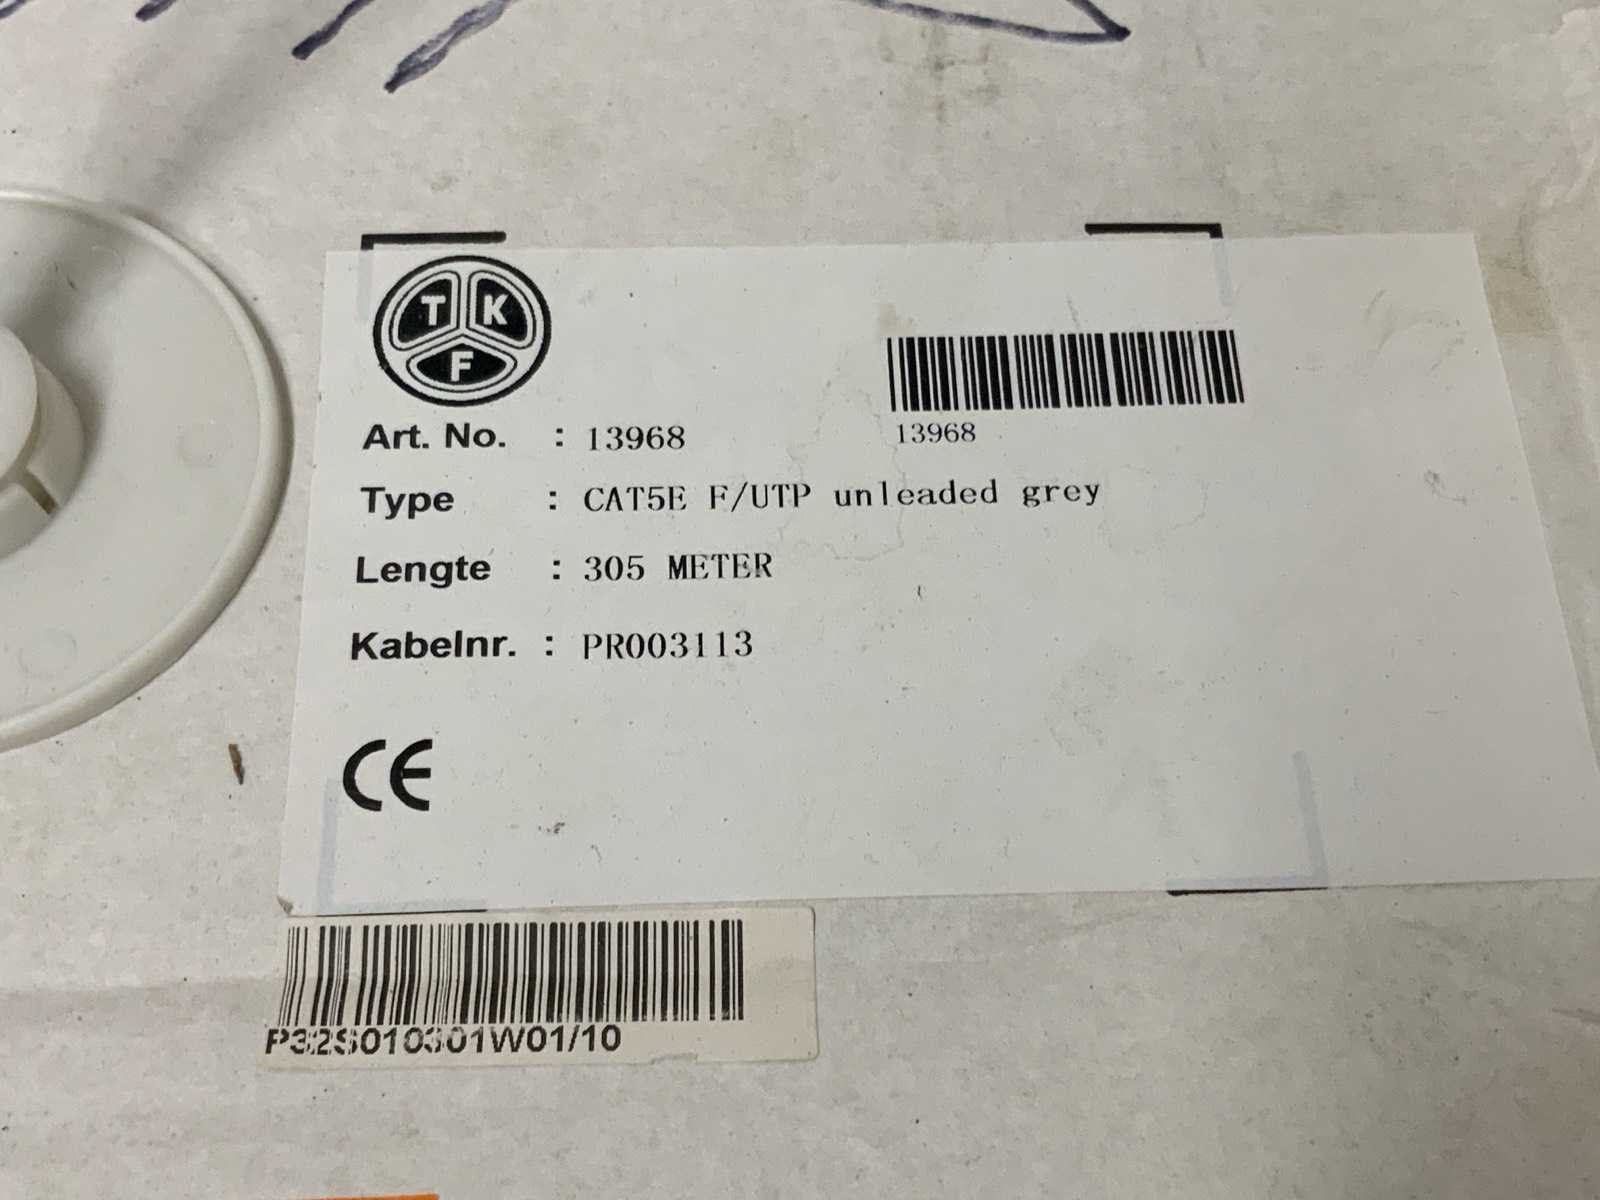 T K
F
13968
Art. No. : 13968
Type : CAT5E F/UTP unleaded grey
Lengte : 305 METER
Kabelnr. : PR003113
CE
P32S010301W01/10